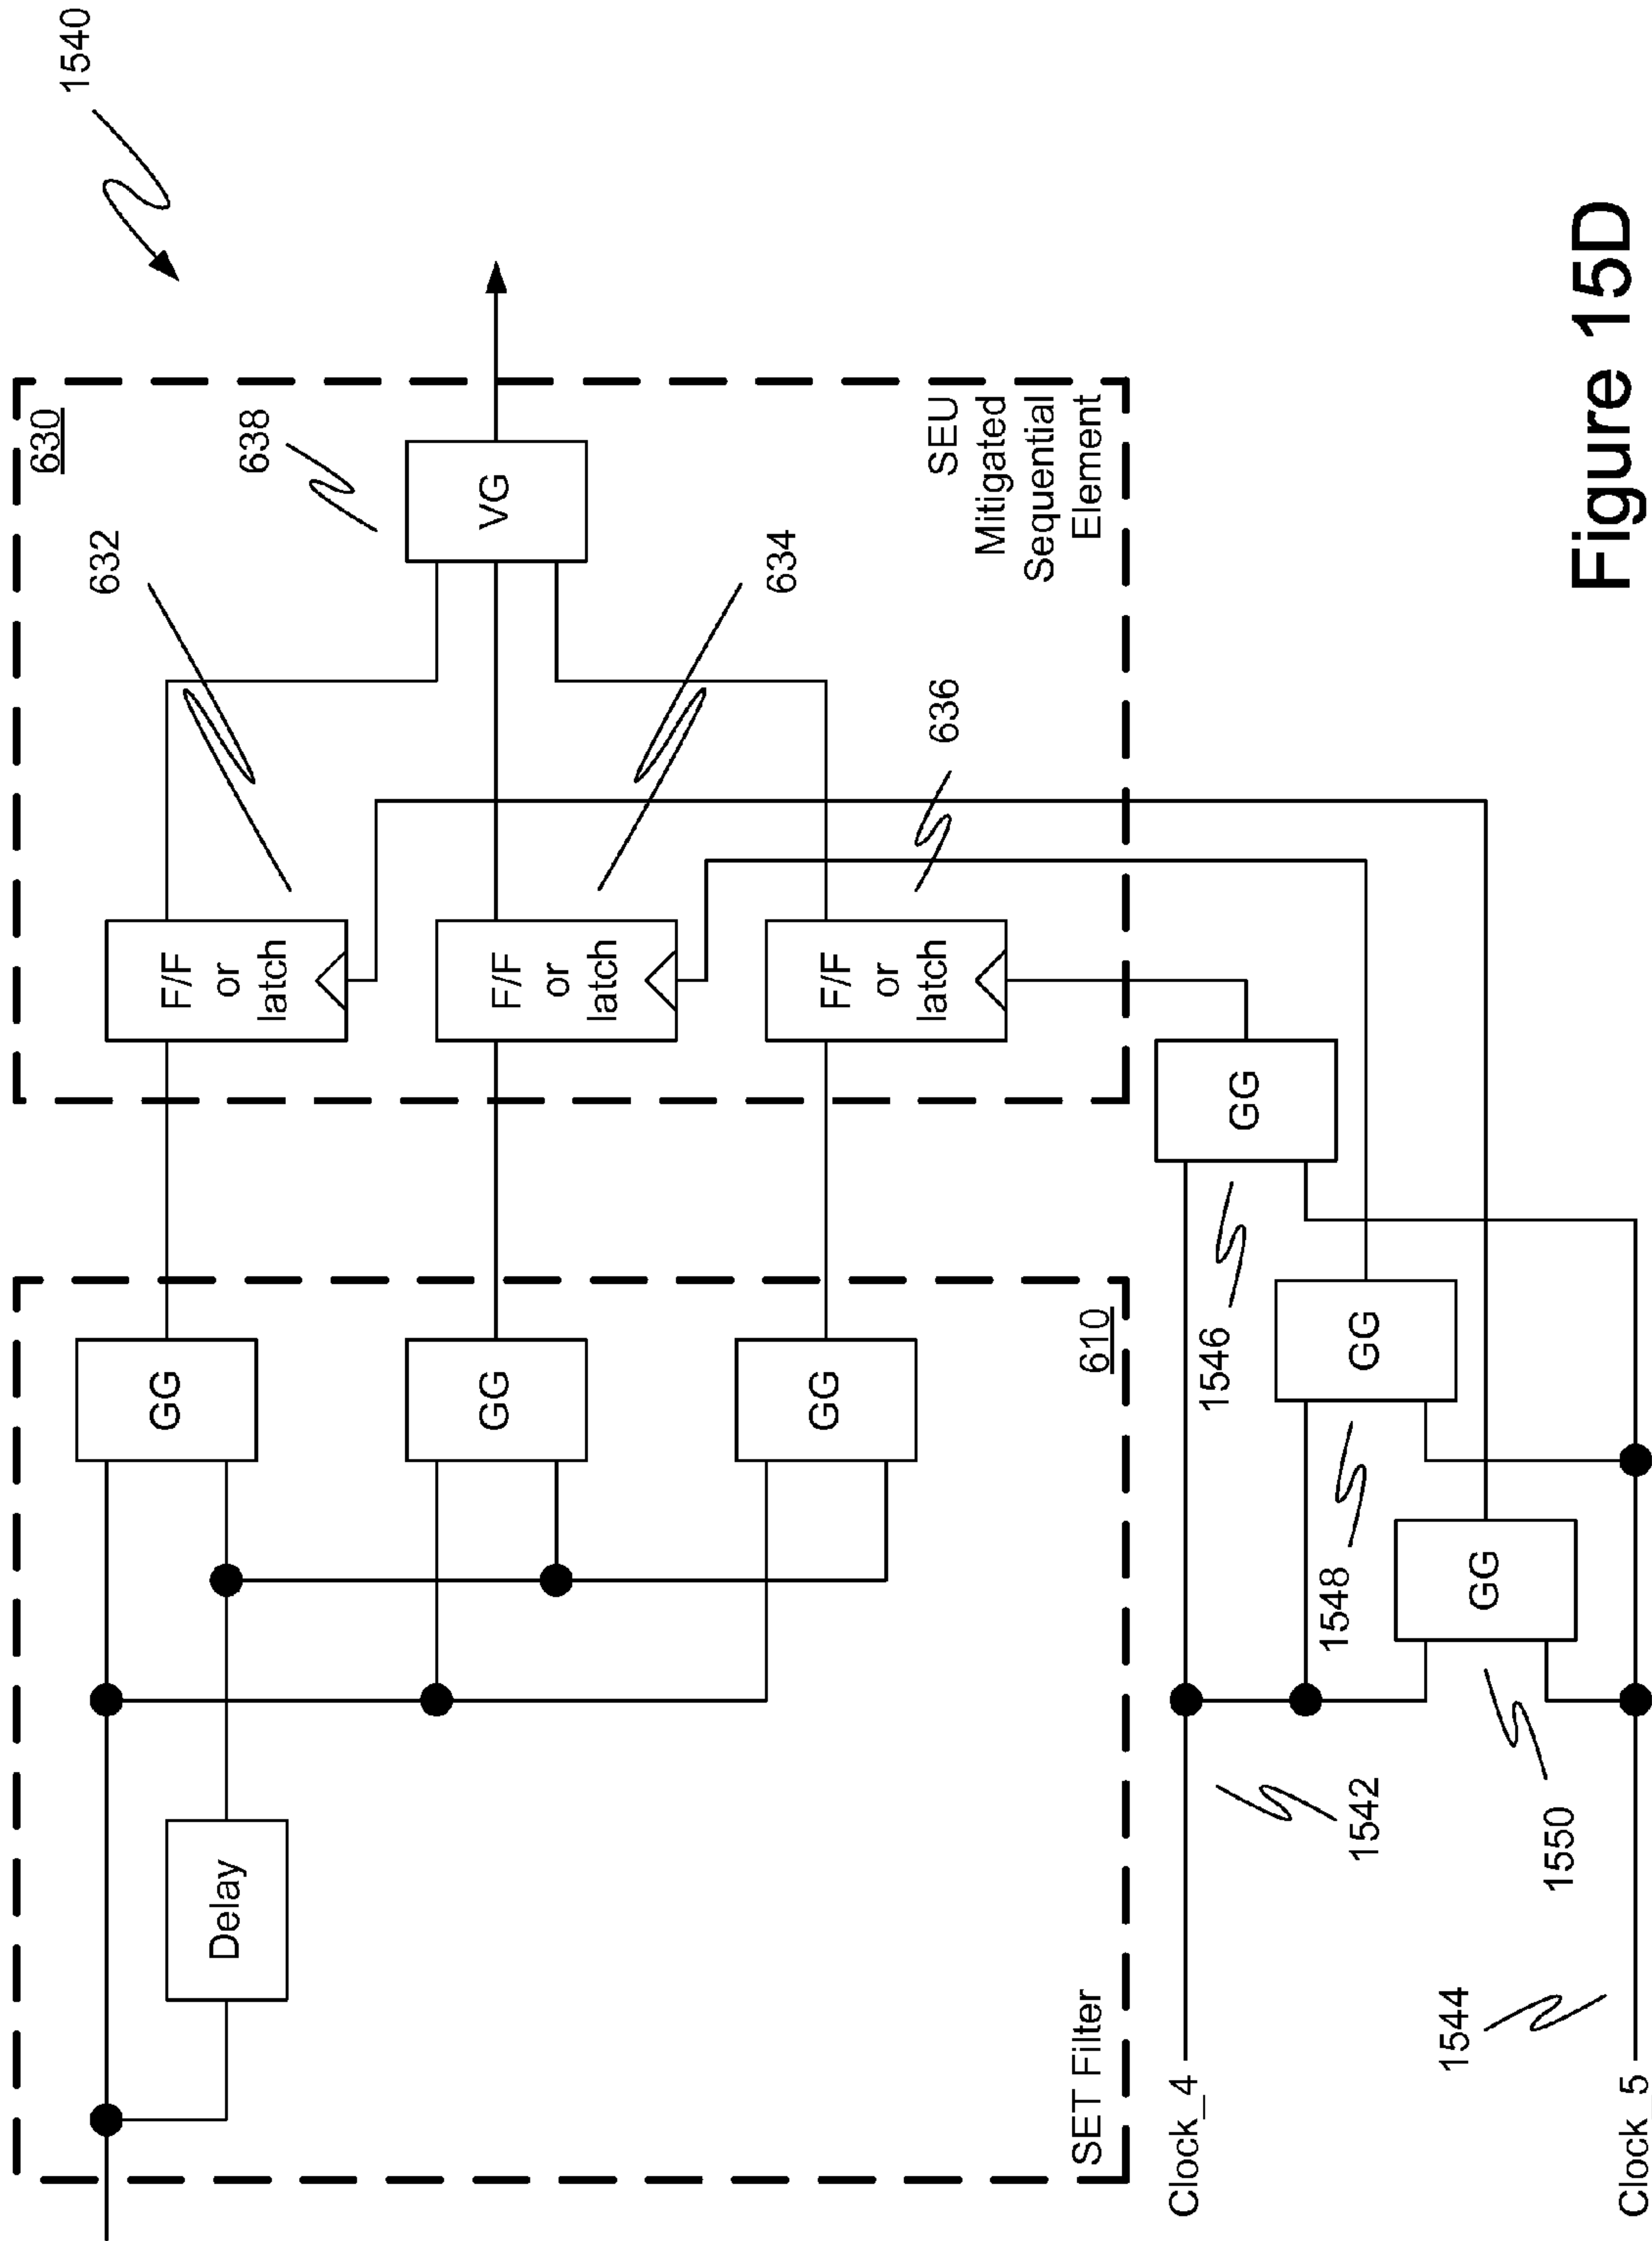 1540
630
638
VG
632
634
636
SEU
Mitigated
Sequential
Element
F/F
or
latch
F/F
or
latch
F/F
or
latch
GG
GG
GG
Delay
610
SET Filter
GG
1546
GG
1548
GG
1550
Clock_4
1542
Clock_5
1544
Figure 15D